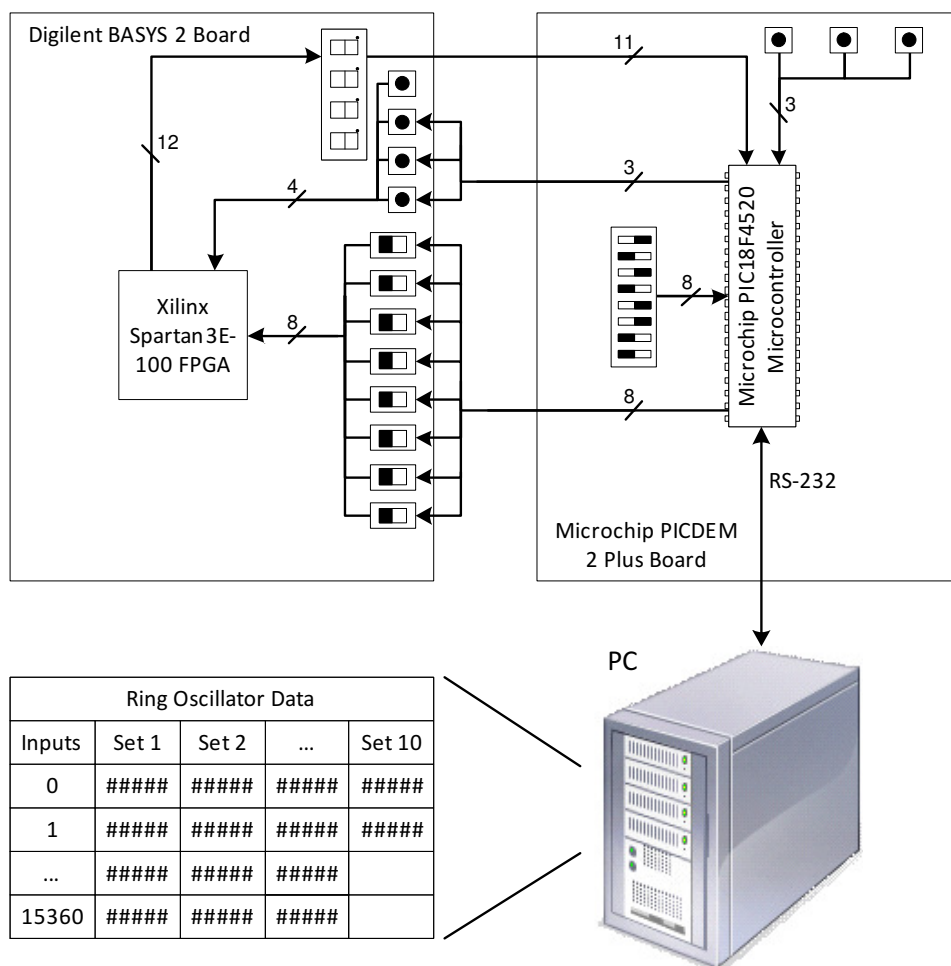 Digilent BASYS 2 Board
11
3
12
4
3
8
8
8
Xilinx
Spartan 3E-
100 FPGA
Microchip PIC18F4520
Microcontroller
RS-232
Microchip PICDEM
2 Plus Board
PC
Ring Oscillator Data
Inputs Set 1 Set 2 ... Set 10
0 ##### ##### ##### #####
1 ##### ##### ##### #####
... ##### ##### #####
15360 ##### ##### #####